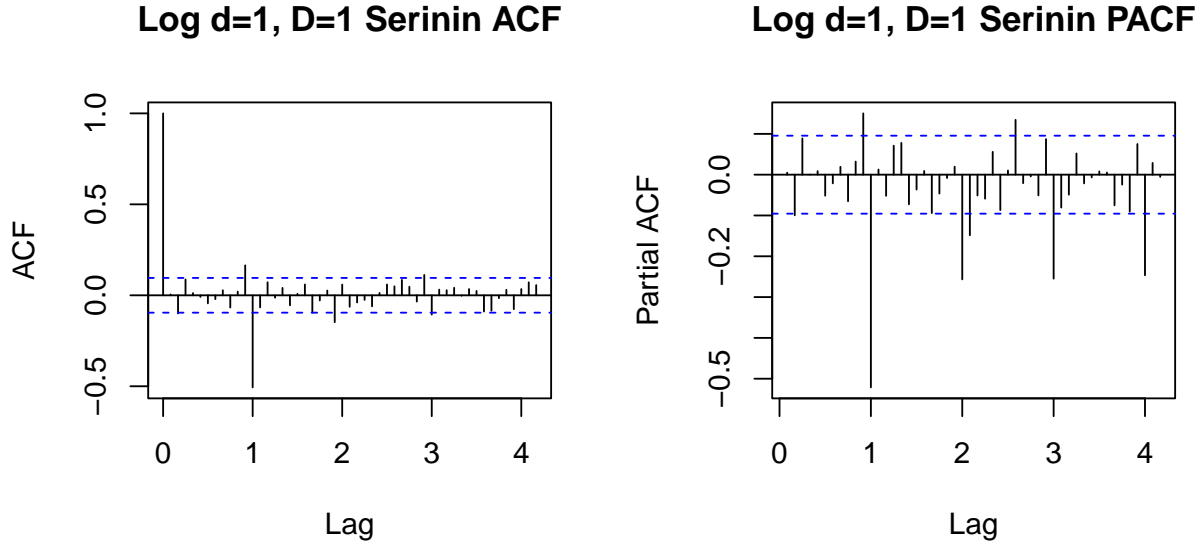 Log d=1, D=1 Serinin ACF
ACF
1.0
0.5
0.0
−0.5
0 1 2 3 4
Lag
Log d=1, D=1 Serinin PACF
Partial ACF
0.0
−0.2
−0.5
0 1 2 3 4
Lag